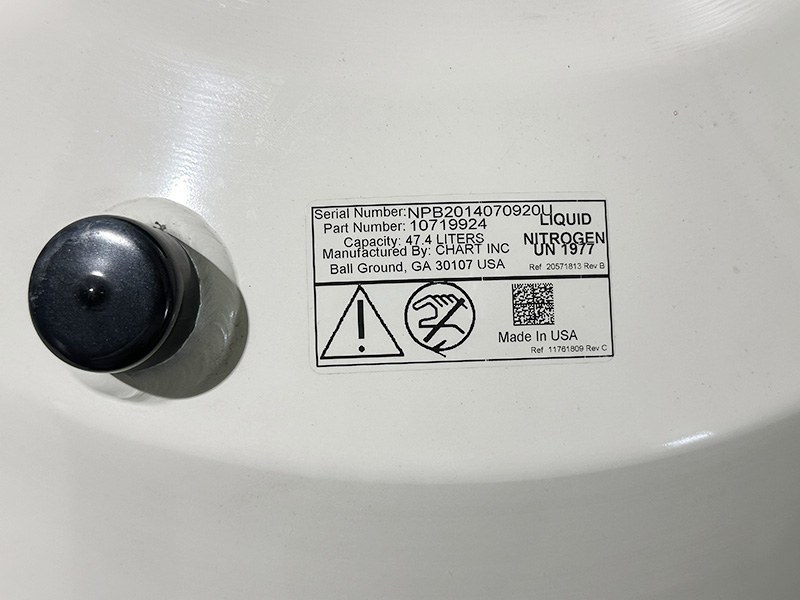 Serial Number: NPB2014070920U
Part Number: 10719924
Capacity: 47.4 LITERS
Manufactured By: CHART INC
Ball Ground, GA 30107 USA
LIQUID
NITROGEN
UN 1977
Ref 20571813 Rev B
Made In USA
Ref 11761809 Rev C